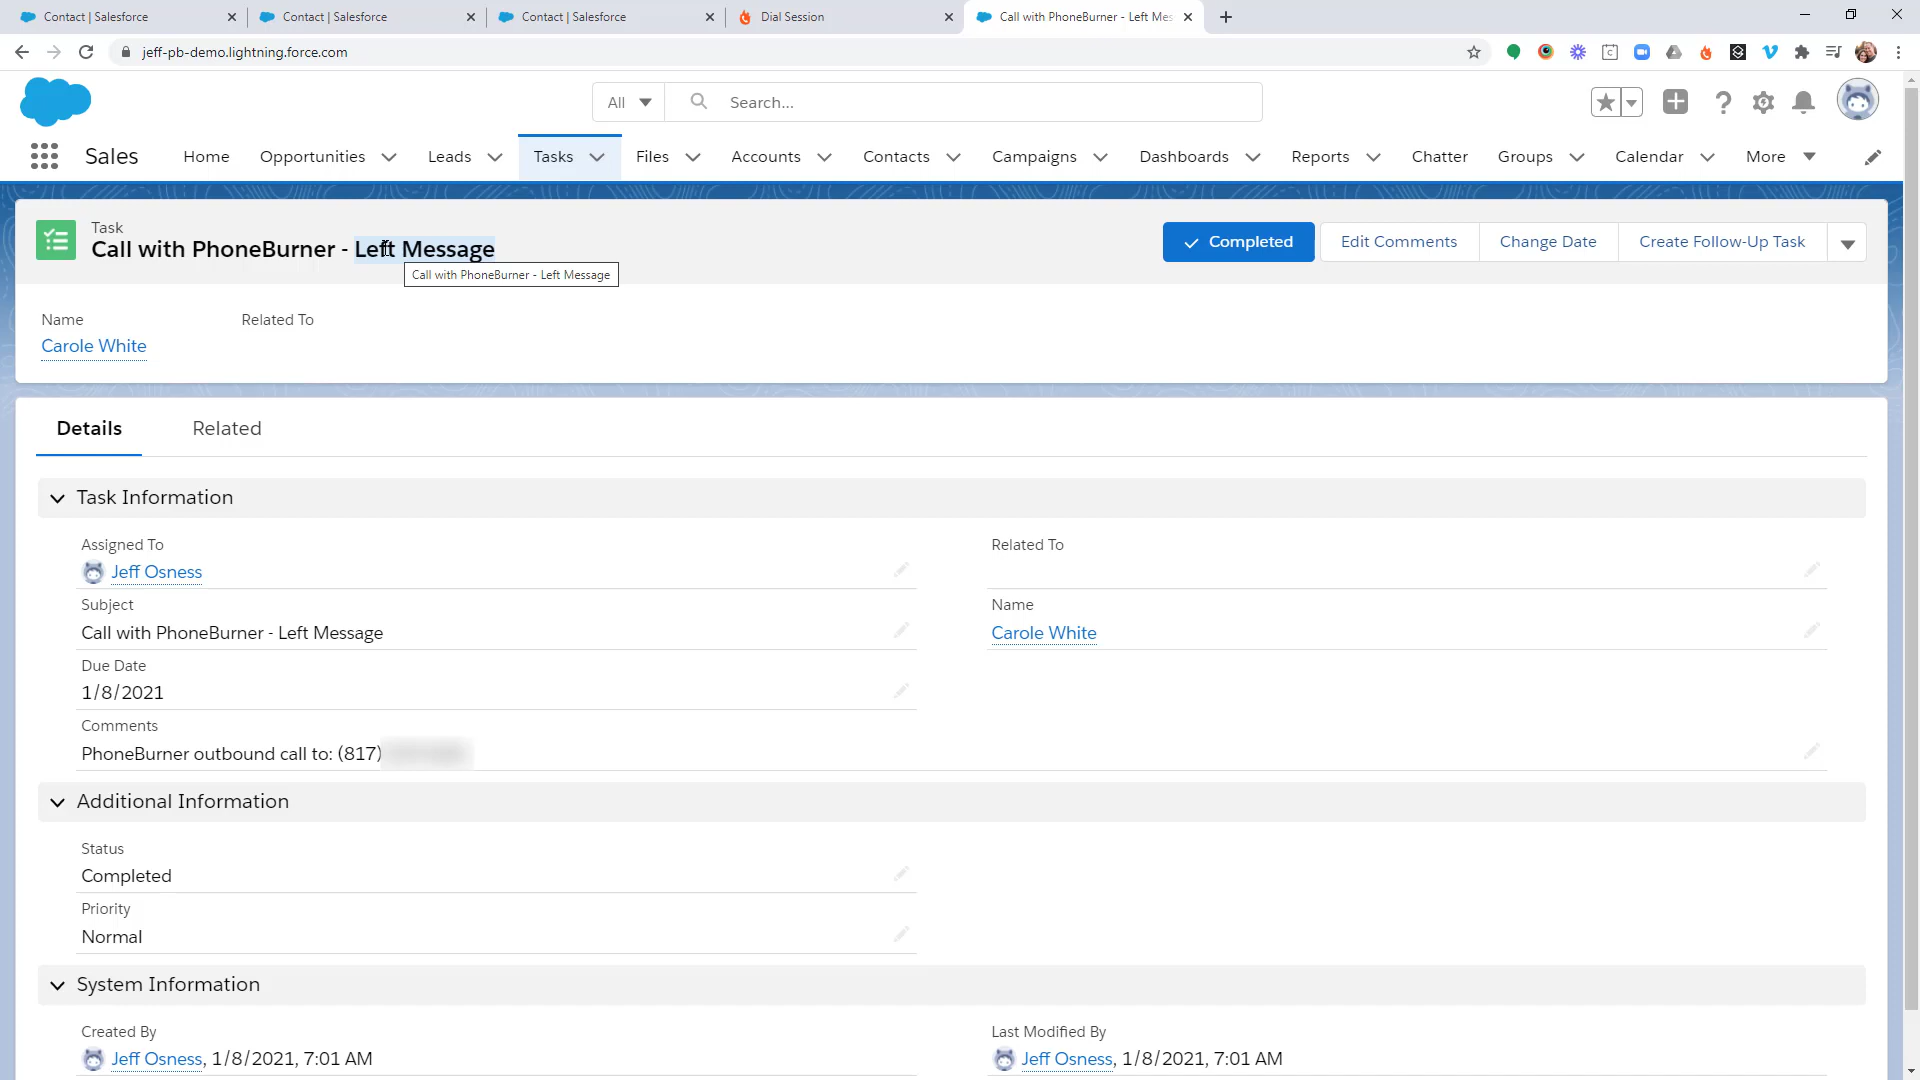 Contact | Salesforce
Contact | Salesforce
Contact | Salesforce
Dial Session
Call with PhoneBurner - Left Mes
jeff-pb-demo.lightning.force.com
All
Search...
Sales
Home
Opportunities
Leads
Tasks
Files
Accounts
Contacts
Campaigns
Dashboards
Reports
Chatter
Groups
Calendar
More
Task
Call with PhoneBurner - Left Message
Completed
Edit Comments
Change Date
Create Follow-Up Task
Call with PhoneBurner - Left Message
Name
Related To
Carole White
Details
Related
Task Information
Assigned To
Related To
Jeff Osness
Subject
Name
Call with PhoneBurner - Left Message
Carole White
Due Date
1/8/2021
Comments
PhoneBurner outbound call to: (817)
Additional Information
Status
Completed
Priority
Normal
System Information
Created By
Last Modified By
Jeff Osness, 1/8/2021, 7:01 AM
Jeff Osness, 1/8/2021, 7:01 AM